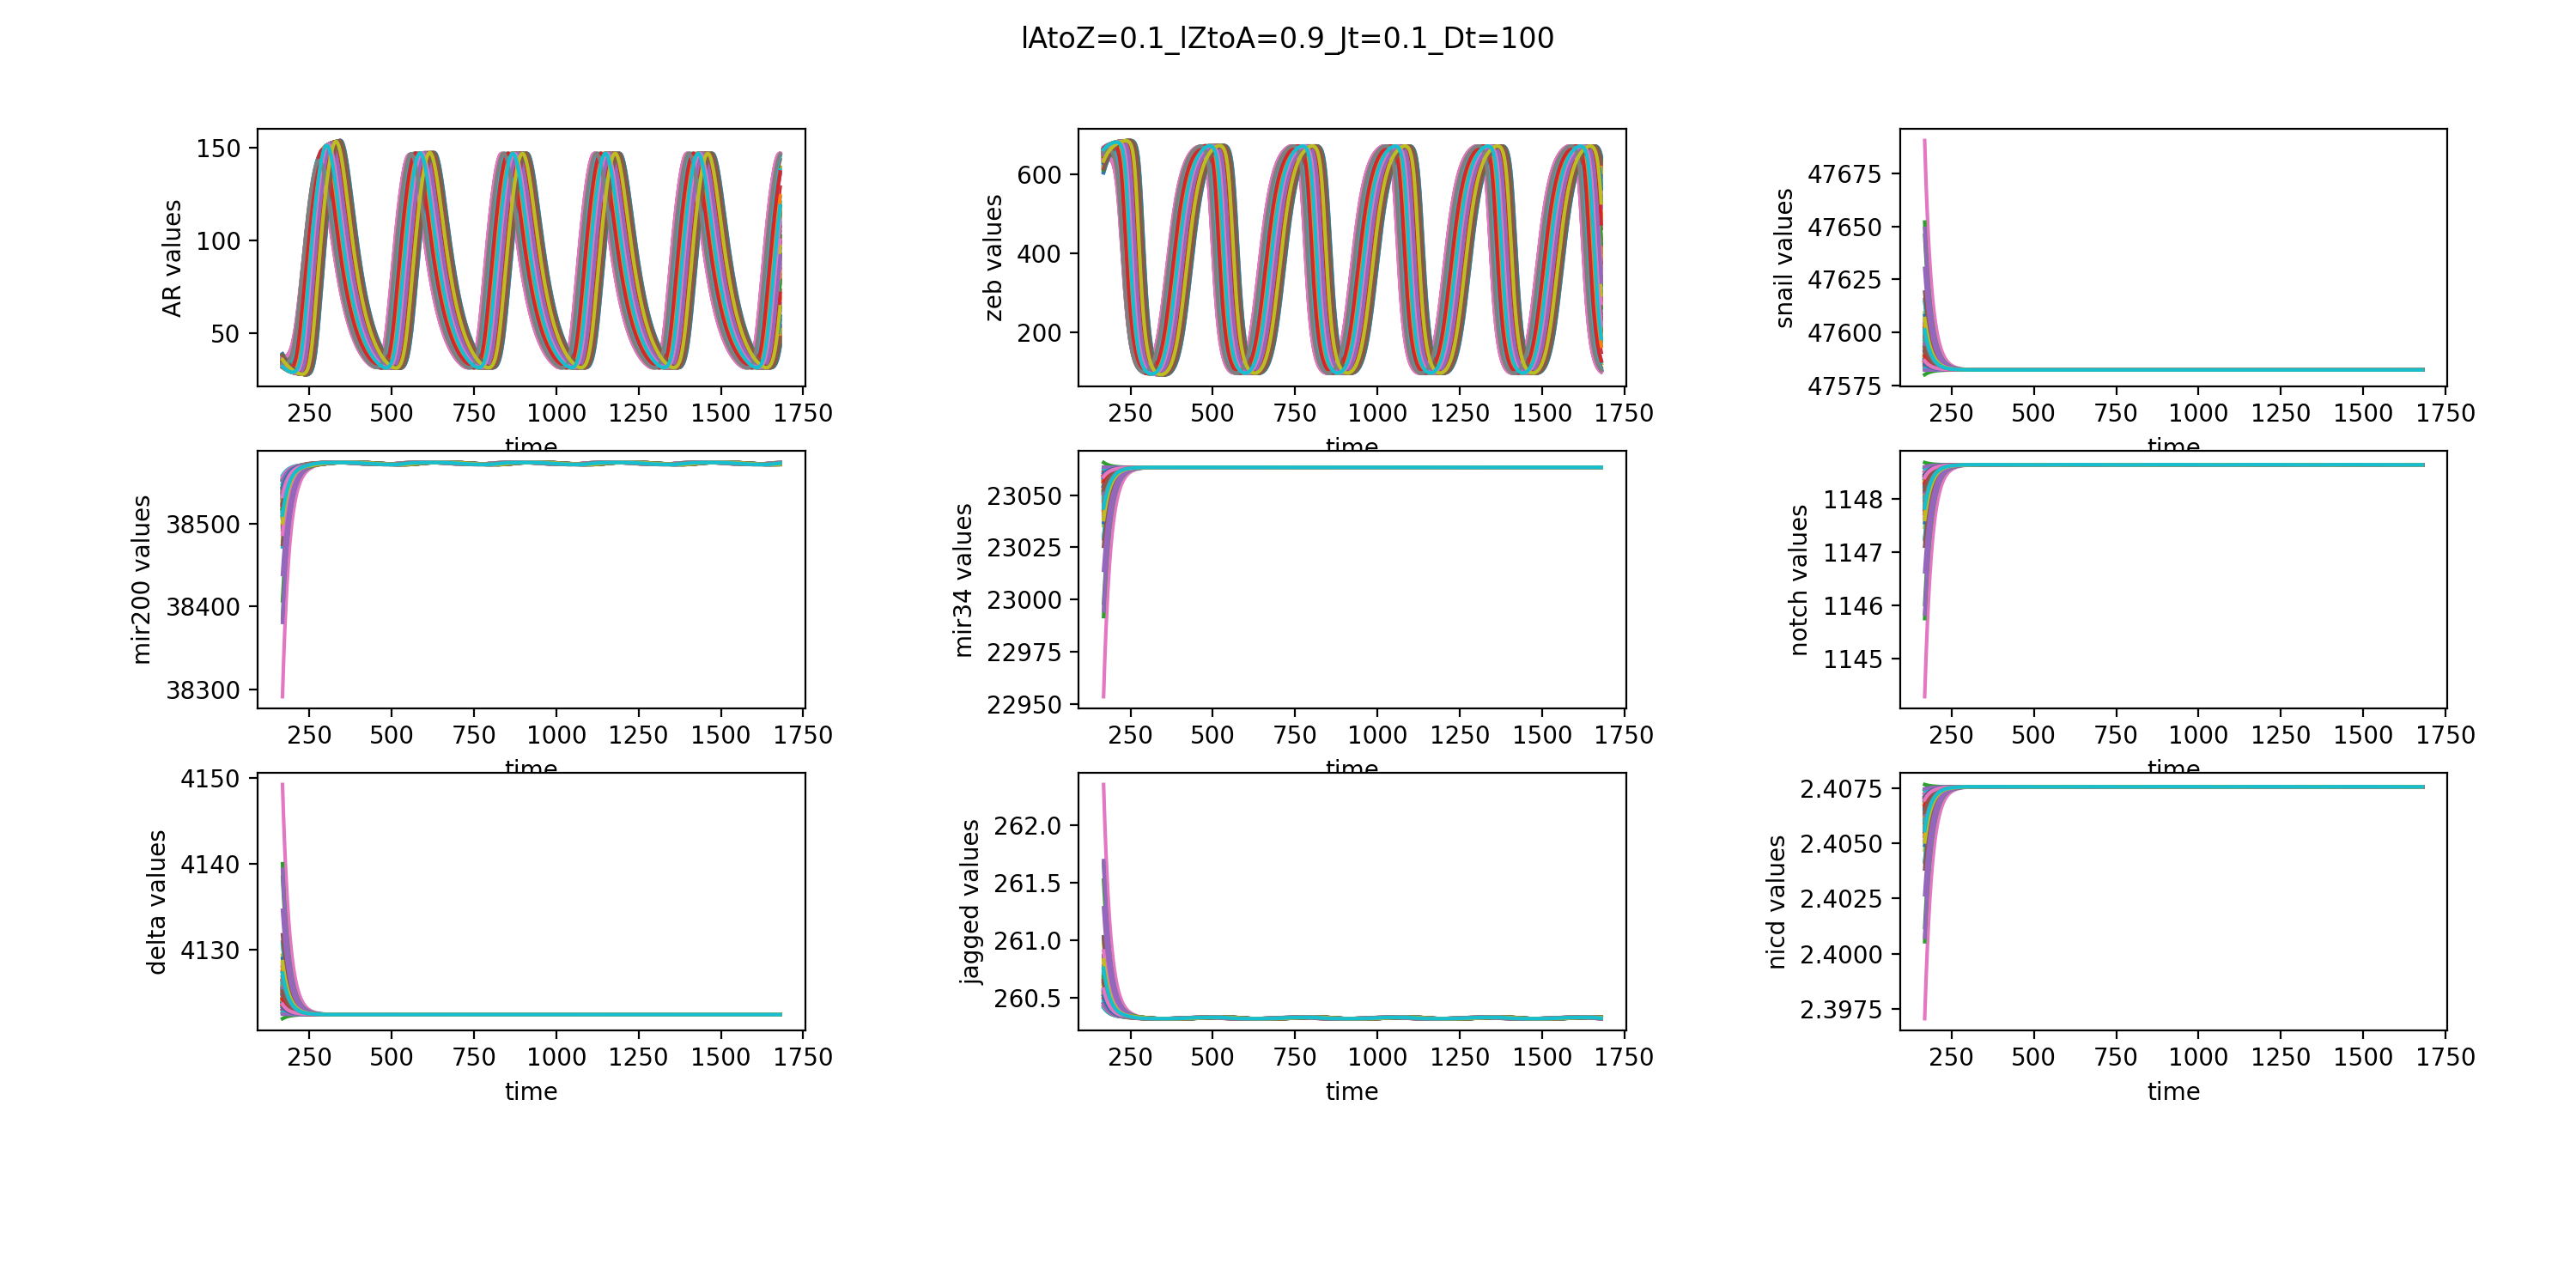 lAtoZ=0.1_lZtoA=0.9_Jt=0.1_Dt=100
150
100
50
AR values
250 500 750 1000 1250 1500 1750
time
600
400
200
zeb values
250 500 750 1000 1250 1500 1750
time
47675
47650
47625
47600
47575
snail values
250 500 750 1000 1250 1500 1750
time
38500
38400
38300
mir200 values
250 500 750 1000 1250 1500 1750
time
23050
23025
23000
22975
22950
mir34 values
250 500 750 1000 1250 1500 1750
time
1148
1147
1146
1145
notch values
250 500 750 1000 1250 1500 1750
time
4150
4140
4130
delta values
250 500 750 1000 1250 1500 1750
time
262.0
261.5
261.0
260.5
jagged values
250 500 750 1000 1250 1500 1750
time
2.4075
2.4050
2.4025
2.4000
2.3975
nicd values
250 500 750 1000 1250 1500 1750
time